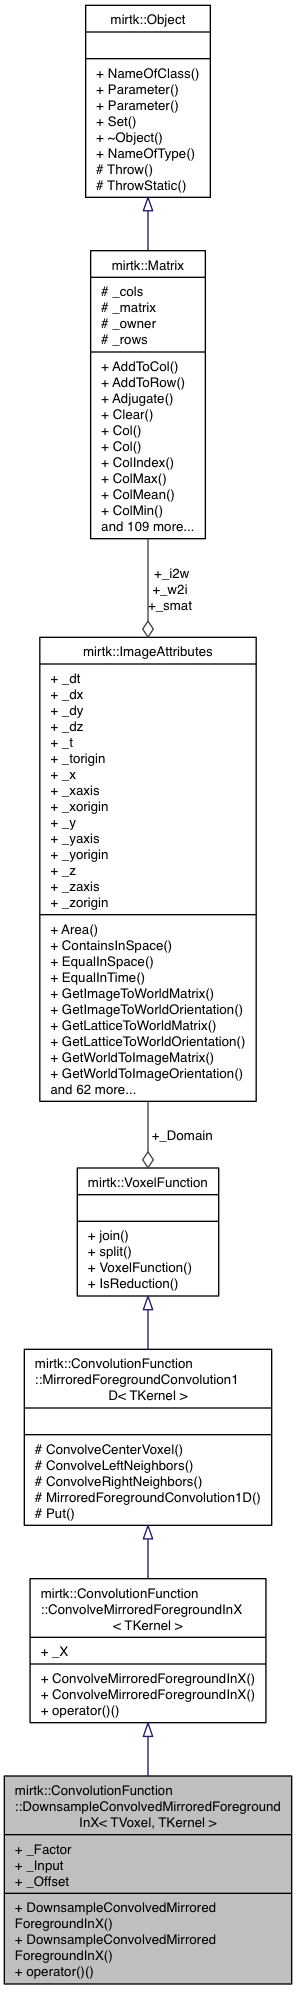 mirtk::Object
+ NameOfClass()
+ Parameter()
+ Parameter()
+ Set()
+ ~Object()
+ NameOfType()
# Throw()
# ThrowStatic()
mirtk::Matrix
# _cols
# _matrix
# _owner
# _rows
+ AddToCol()
+ AddToRow()
+ Adjugate()
+ Clear()
+ Col()
+ Col()
+ ColIndex()
+ ColMax()
+ ColMean()
+ ColMin()
and 109 more...
+_i2w
+_w2i
+_smat
mirtk::ImageAttributes
+ _dt
+ _dx
+ _dy
+ _dz
+ _t
+ _torigin
+ _x
+ _xaxis
+ _xorigin
+ _y
+ _yaxis
+ _yorigin
+ _z
+ _zaxis
+ _zorigin
+ Area()
+ ContainsInSpace()
+ EqualInSpace()
+ EqualInTime()
+ GetImageToWorldMatrix()
+ GetImageToWorldOrientation()
+ GetLatticeToWorldMatrix()
+ GetLatticeToWorldOrientation()
+ GetWorldToImageMatrix()
+ GetWorldToImageOrientation()
and 62 more...
+_Domain
mirtk::VoxelFunction
+ join()
+ split()
+ VoxelFunction()
+ IsReduction()
mirtk::ConvolutionFunction
::MirroredForegroundConvolution1
D< TKernel >
# ConvolveCenterVoxel()
# ConvolveLeftNeighbors()
# ConvolveRightNeighbors()
# MirroredForegroundConvolution1D()
# Put()
mirtk::ConvolutionFunction
::ConvolveMirroredForegroundInX
< TKernel >
+ _X
+ ConvolveMirroredForegroundInX()
+ ConvolveMirroredForegroundInX()
+ operator()()
mirtk::ConvolutionFunction
::DownsampleConvolvedMirroredForeground
InX< TVoxel, TKernel >
+ _Factor
+ _Input
+ _Offset
+ DownsampleConvolvedMirrored
ForegroundInX()
+ DownsampleConvolvedMirrored
ForegroundInX()
+ operator()()